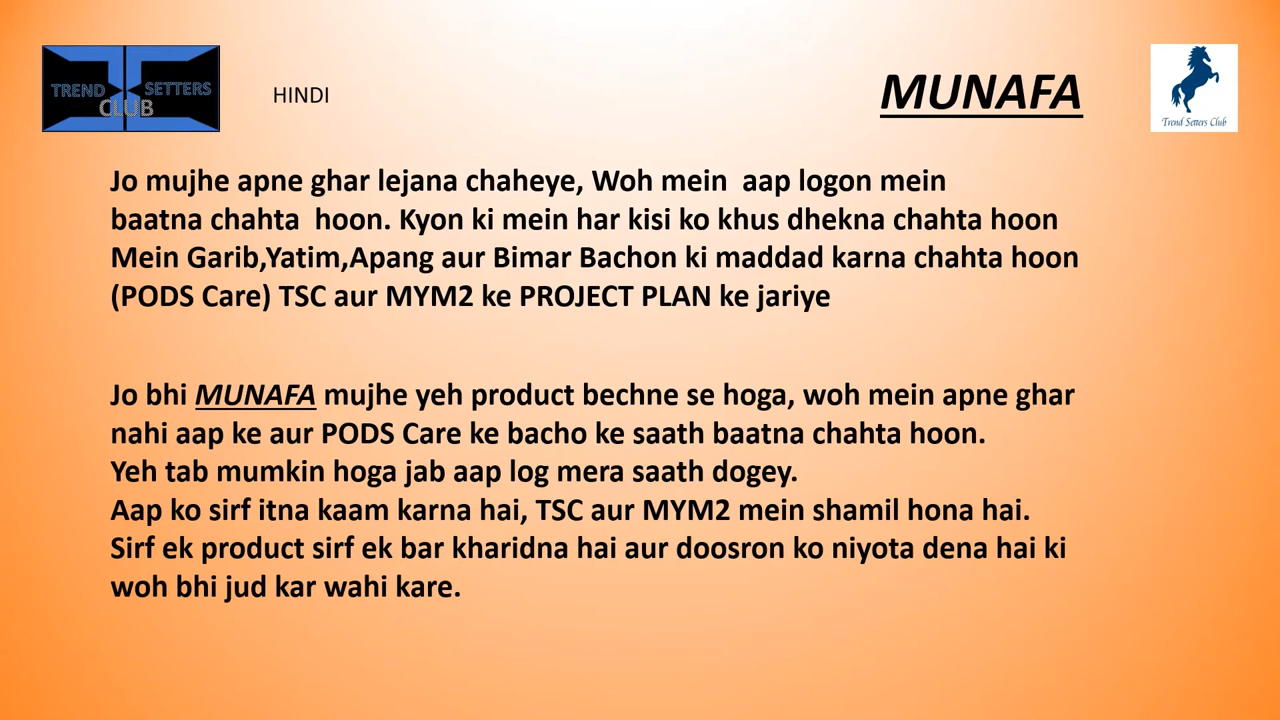 TREND SETTERS
CLUB
HINDI
MUNAFA
Trend Setters Club
Jo mujhe apne ghar lejana chaheye, Woh mein aap logon mein
baatna chahta hoon. Kyon ki mein har kisi ko khus dhekna chahta hoon
Mein Garib,Yatim,Apang aur Bimar Bachon ki maddad karna chahta hoon
(PODS Care) TSC aur MYM2 ke PROJECT PLAN ke jariye
Jo bhi MUNAFA mujhe yeh product bechne se hoga, woh mein apne ghar
nahi aap ke aur PODS Care ke bacho ke saath baatna chahta hoon.
Yeh tab mumkin hoga jab aap log mera saath dogey.
Aap ko sirf itna kaam karna hai, TSC aur MYM2 mein shamil hona hai.
Sirf ek product sirf ek bar kharidna hai aur doosron ko niyota dena hai ki
woh bhi jud kar wahi kare.